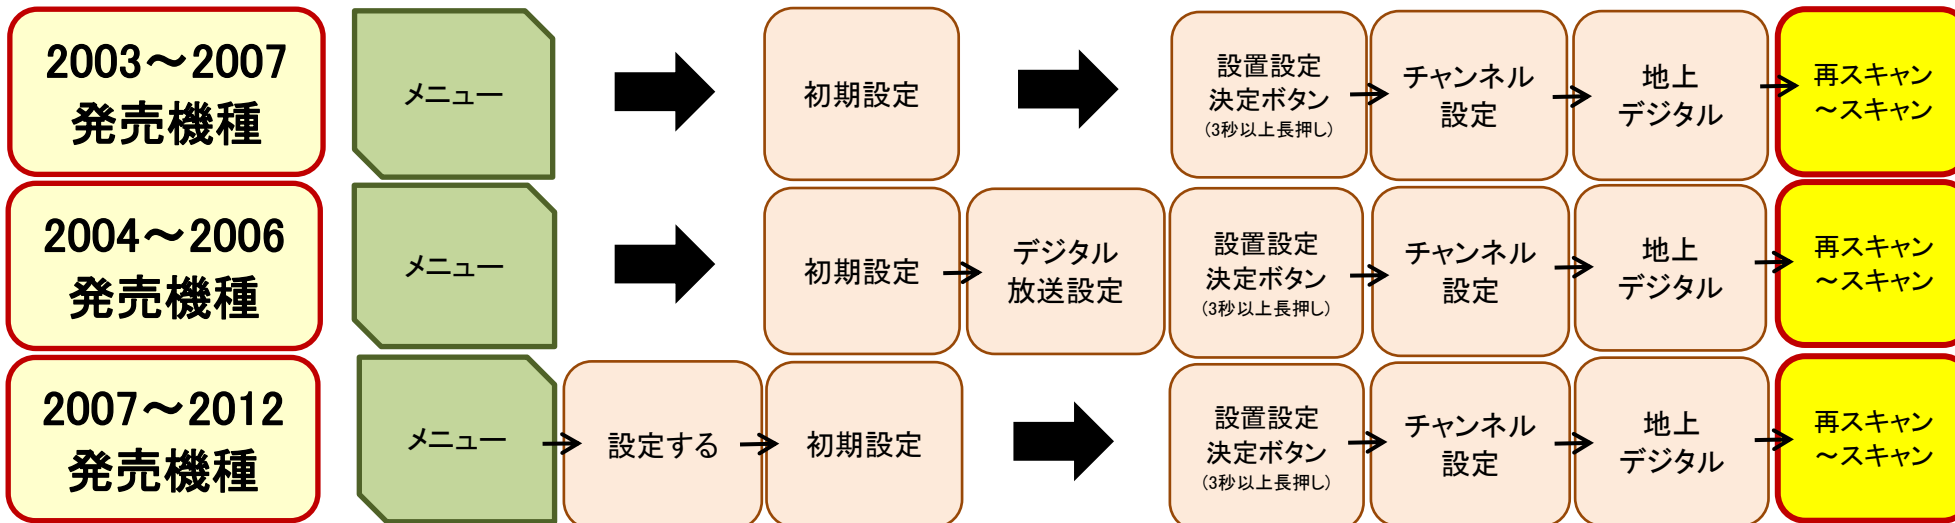 2003～2007
発売機種
メニュー
初期設定
設置設定
決定ボタン
(3秒以上長押し)
チャンネル
設定
地上
デジタル
再スキャン
～スキャン
2004～2006
発売機種
メニュー
初期設定
デジタル
放送設定
設置設定
決定ボタン
(3秒以上長押し)
チャンネル
設定
地上
デジタル
再スキャン
～スキャン
2007～2012
発売機種
メニュー
設定する
初期設定
設置設定
決定ボタン
(3秒以上長押し)
チャンネル
設定
地上
デジタル
再スキャン
～スキャン